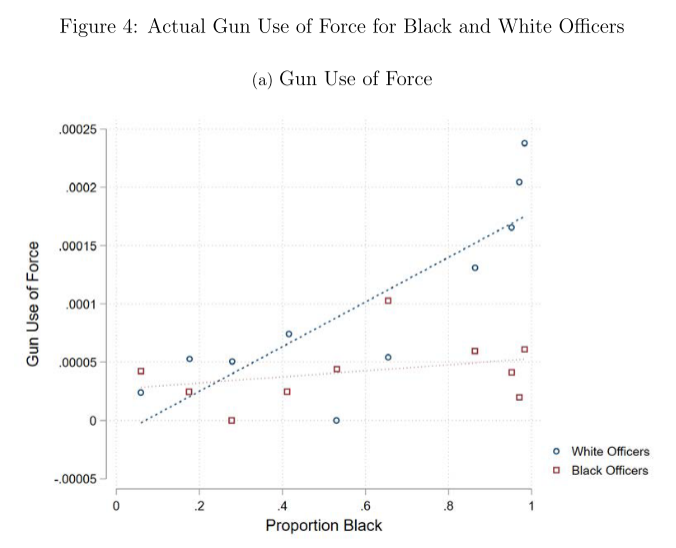 Figure 4: Actual Gun Use of Force for Black and White Officers
(a) Gun Use of Force
.00025
.0002
.00015
.0001
.00005
0
-.00005
Gun Use of Force
0 .2 .4 .6 .8 1
Proportion Black
White Officers
Black Officers